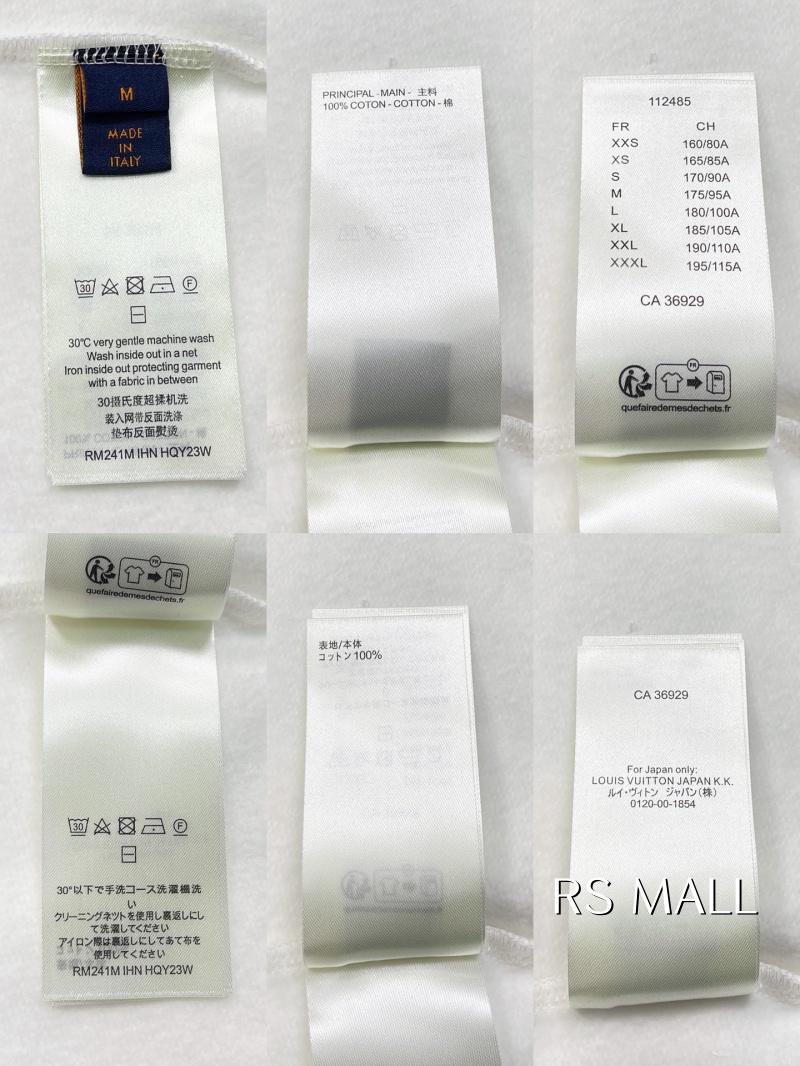 M
MADE
IN
ITALY
30
F
30℃ very gentle machine wash
Wash inside out in a net
Iron inside out protecting garment
with a fabric in between
30摄氏度超揉机洗
装入网带反面洗涤
垫布反面熨烫
RM241M IHN HQY23W
PRINCIPAL -MAIN - 主料
100% COTON - COTTON - 棉
112485
FR CH
XXS 160/80A
XS 165/85A
S 170/90A
M 175/95A
L 180/100A
XL 185/105A
XXL 190/110A
XXXL 195/115A
CA 36929
FR
quefairedemesdechets.fr
FR
quefairedemesdechets.fr
30
F
30°以下で手洗コース洗濯機洗
い
クリーニングネツトを使用し裏返しにし
て洗濯してください
アイロン際は裏返しにしてあて布を
使用してください
RM241M IHN HQY23W
表地/本体
コットン100%
CA 36929
For Japan only:
LOUIS VUITTON JAPAN K.K.
ルイ・ヴィトン ジャパン(株)
0120-00-1854
RS MALL